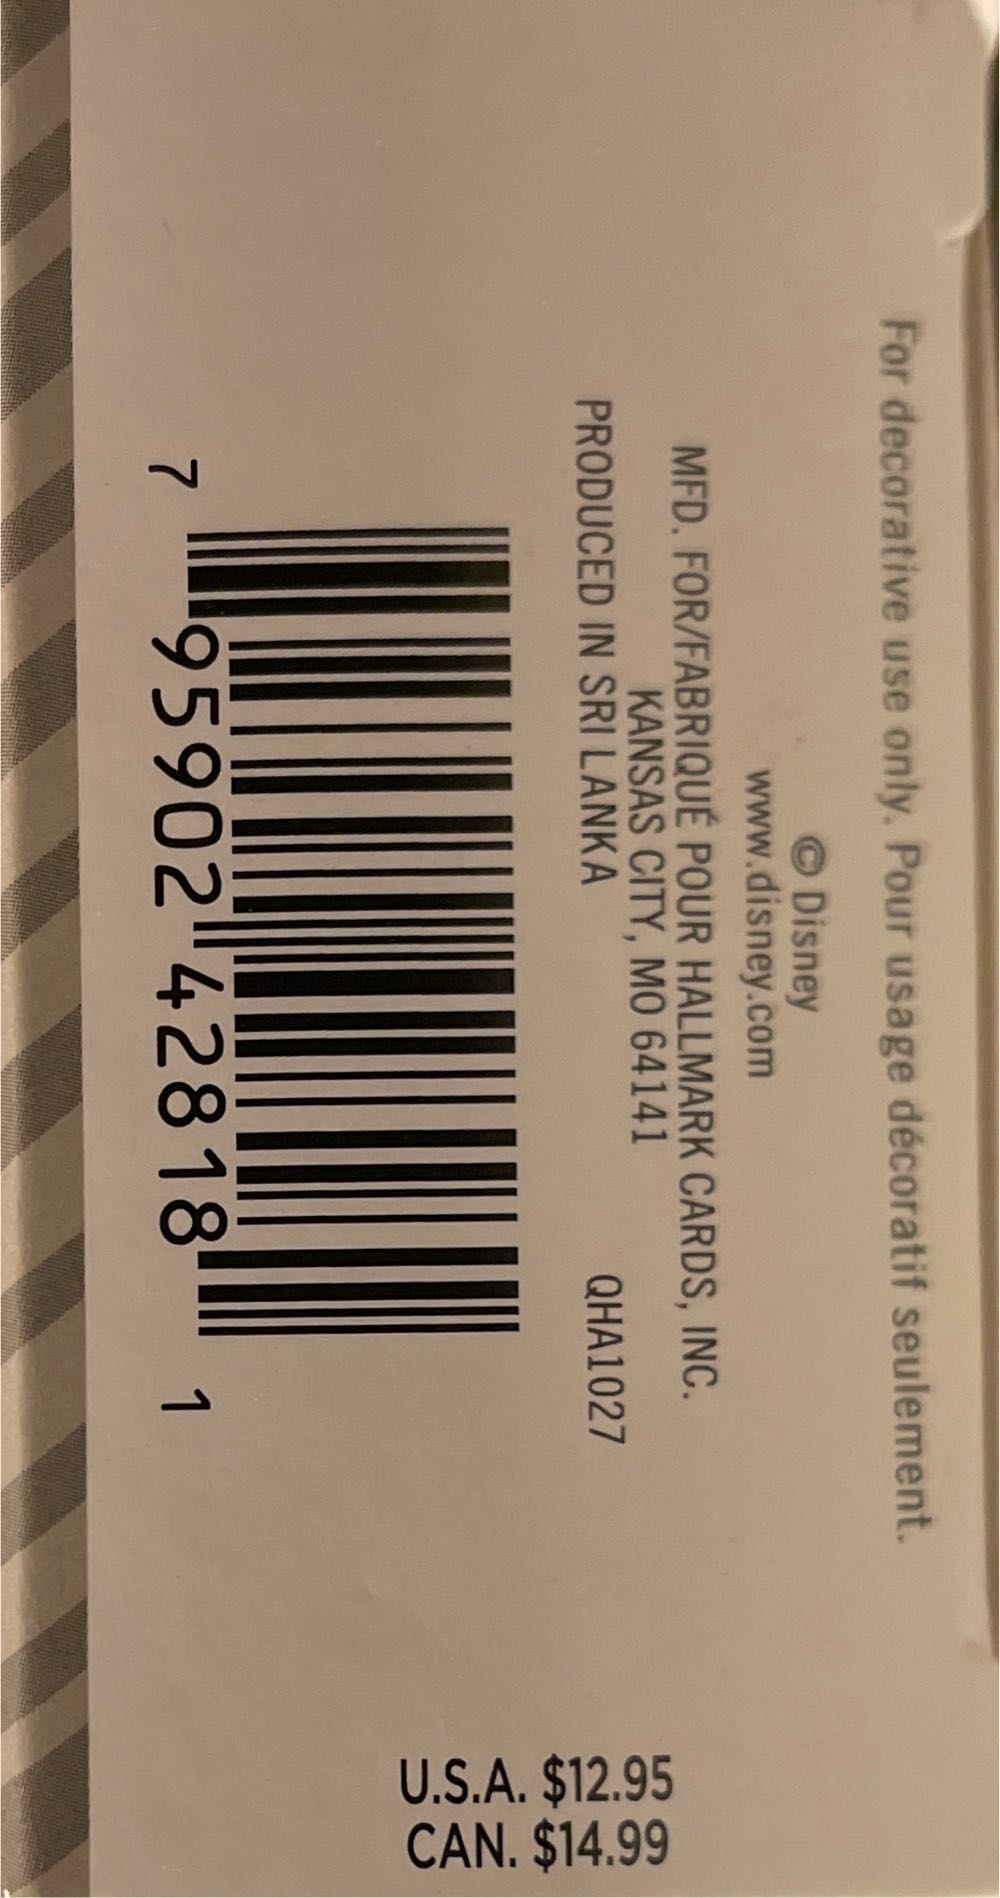 For decorative use only. Pour usage décoratif seulement.
© Disney
www.disney.com
MFD. FOR/FABRIQUÉ POUR HALLMARK CARDS, INC.
KANSAS CITY, MO 64141
PRODUCED IN SRI LANKA QHA1027
7 95902 42818 1
U.S.A. $12.95
CAN. $14.99